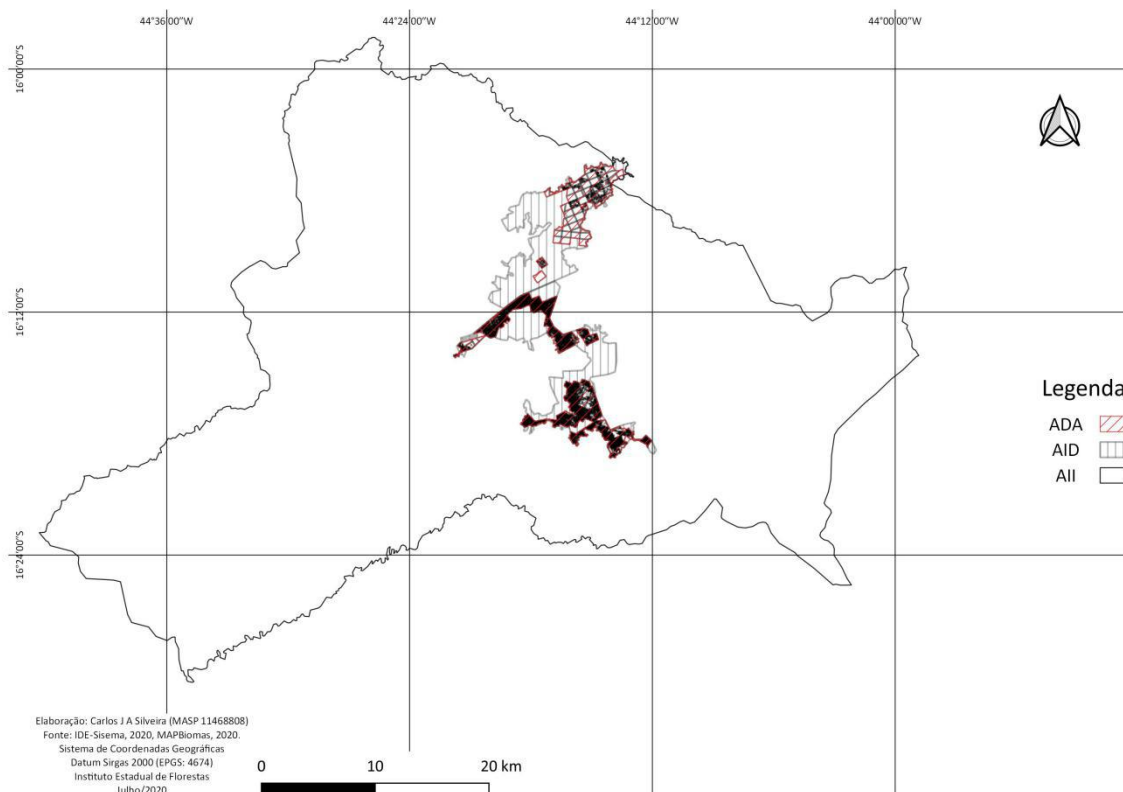 44°36'00"W
44°24'00"W
44°12'00"W
44°00'00"W
16°00'00"S
16°12'00"S
16°24'00"S
Legenda
ADA
AID
AII
Elaboração: Carlos J A Silveira (MASP 11468808)
Fonte: IDE-Sisema, 2020, MAPBiomas, 2020.
Sistema de Coordenadas Geográficas
Datum Sirgas 2000 (EPGS: 4674)
Instituto Estadual de Florestas
Julho/2020
0 10 20 km